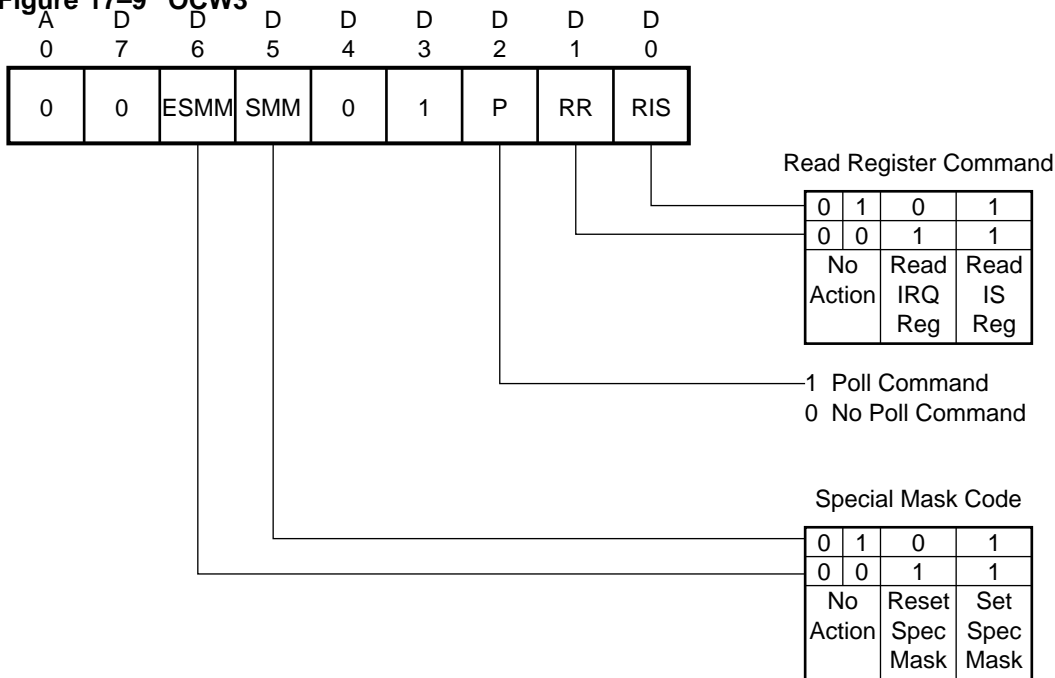 Figure 17–9 OCW3
A D D D D D D D D
0 7 6 5 4 3 2 1 0
0 0 ESMM SMM 0 1 P RR RIS
Read Register Command
0 1 0 1
0 0 1 1
No Read Read
Action IRQ IS
Reg Reg
1 Poll Command
0 No Poll Command
Special Mask Code
0 1 0 1
0 0 1 1
No Reset Set
Action Spec Spec
Mask Mask